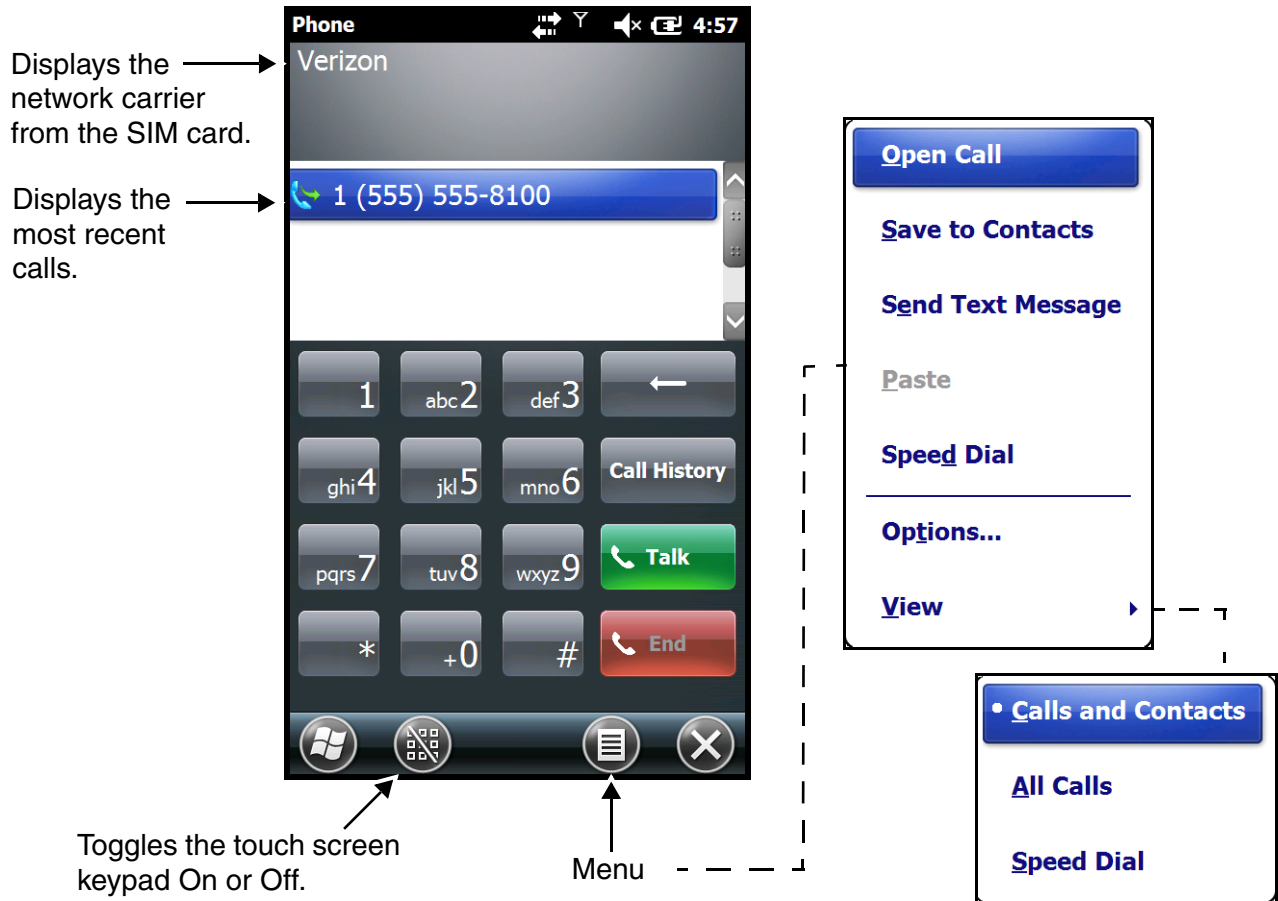 Phone 4:57
Verizon
Displays the
network carrier
from the SIM card.
1 (555) 555-8100
Displays the
most recent
calls.
1 abc2 def3 ←
ghi4 jkl5 mno6 Call History
pqrs7 tuv8 wxyz9 Talk
* +0 # End
Toggles the touch screen
keypad On or Off.
Menu
Open Call
Save to Contacts
Send Text Message
Paste
Speed Dial
Options...
View
Calls and Contacts
All Calls
Speed Dial